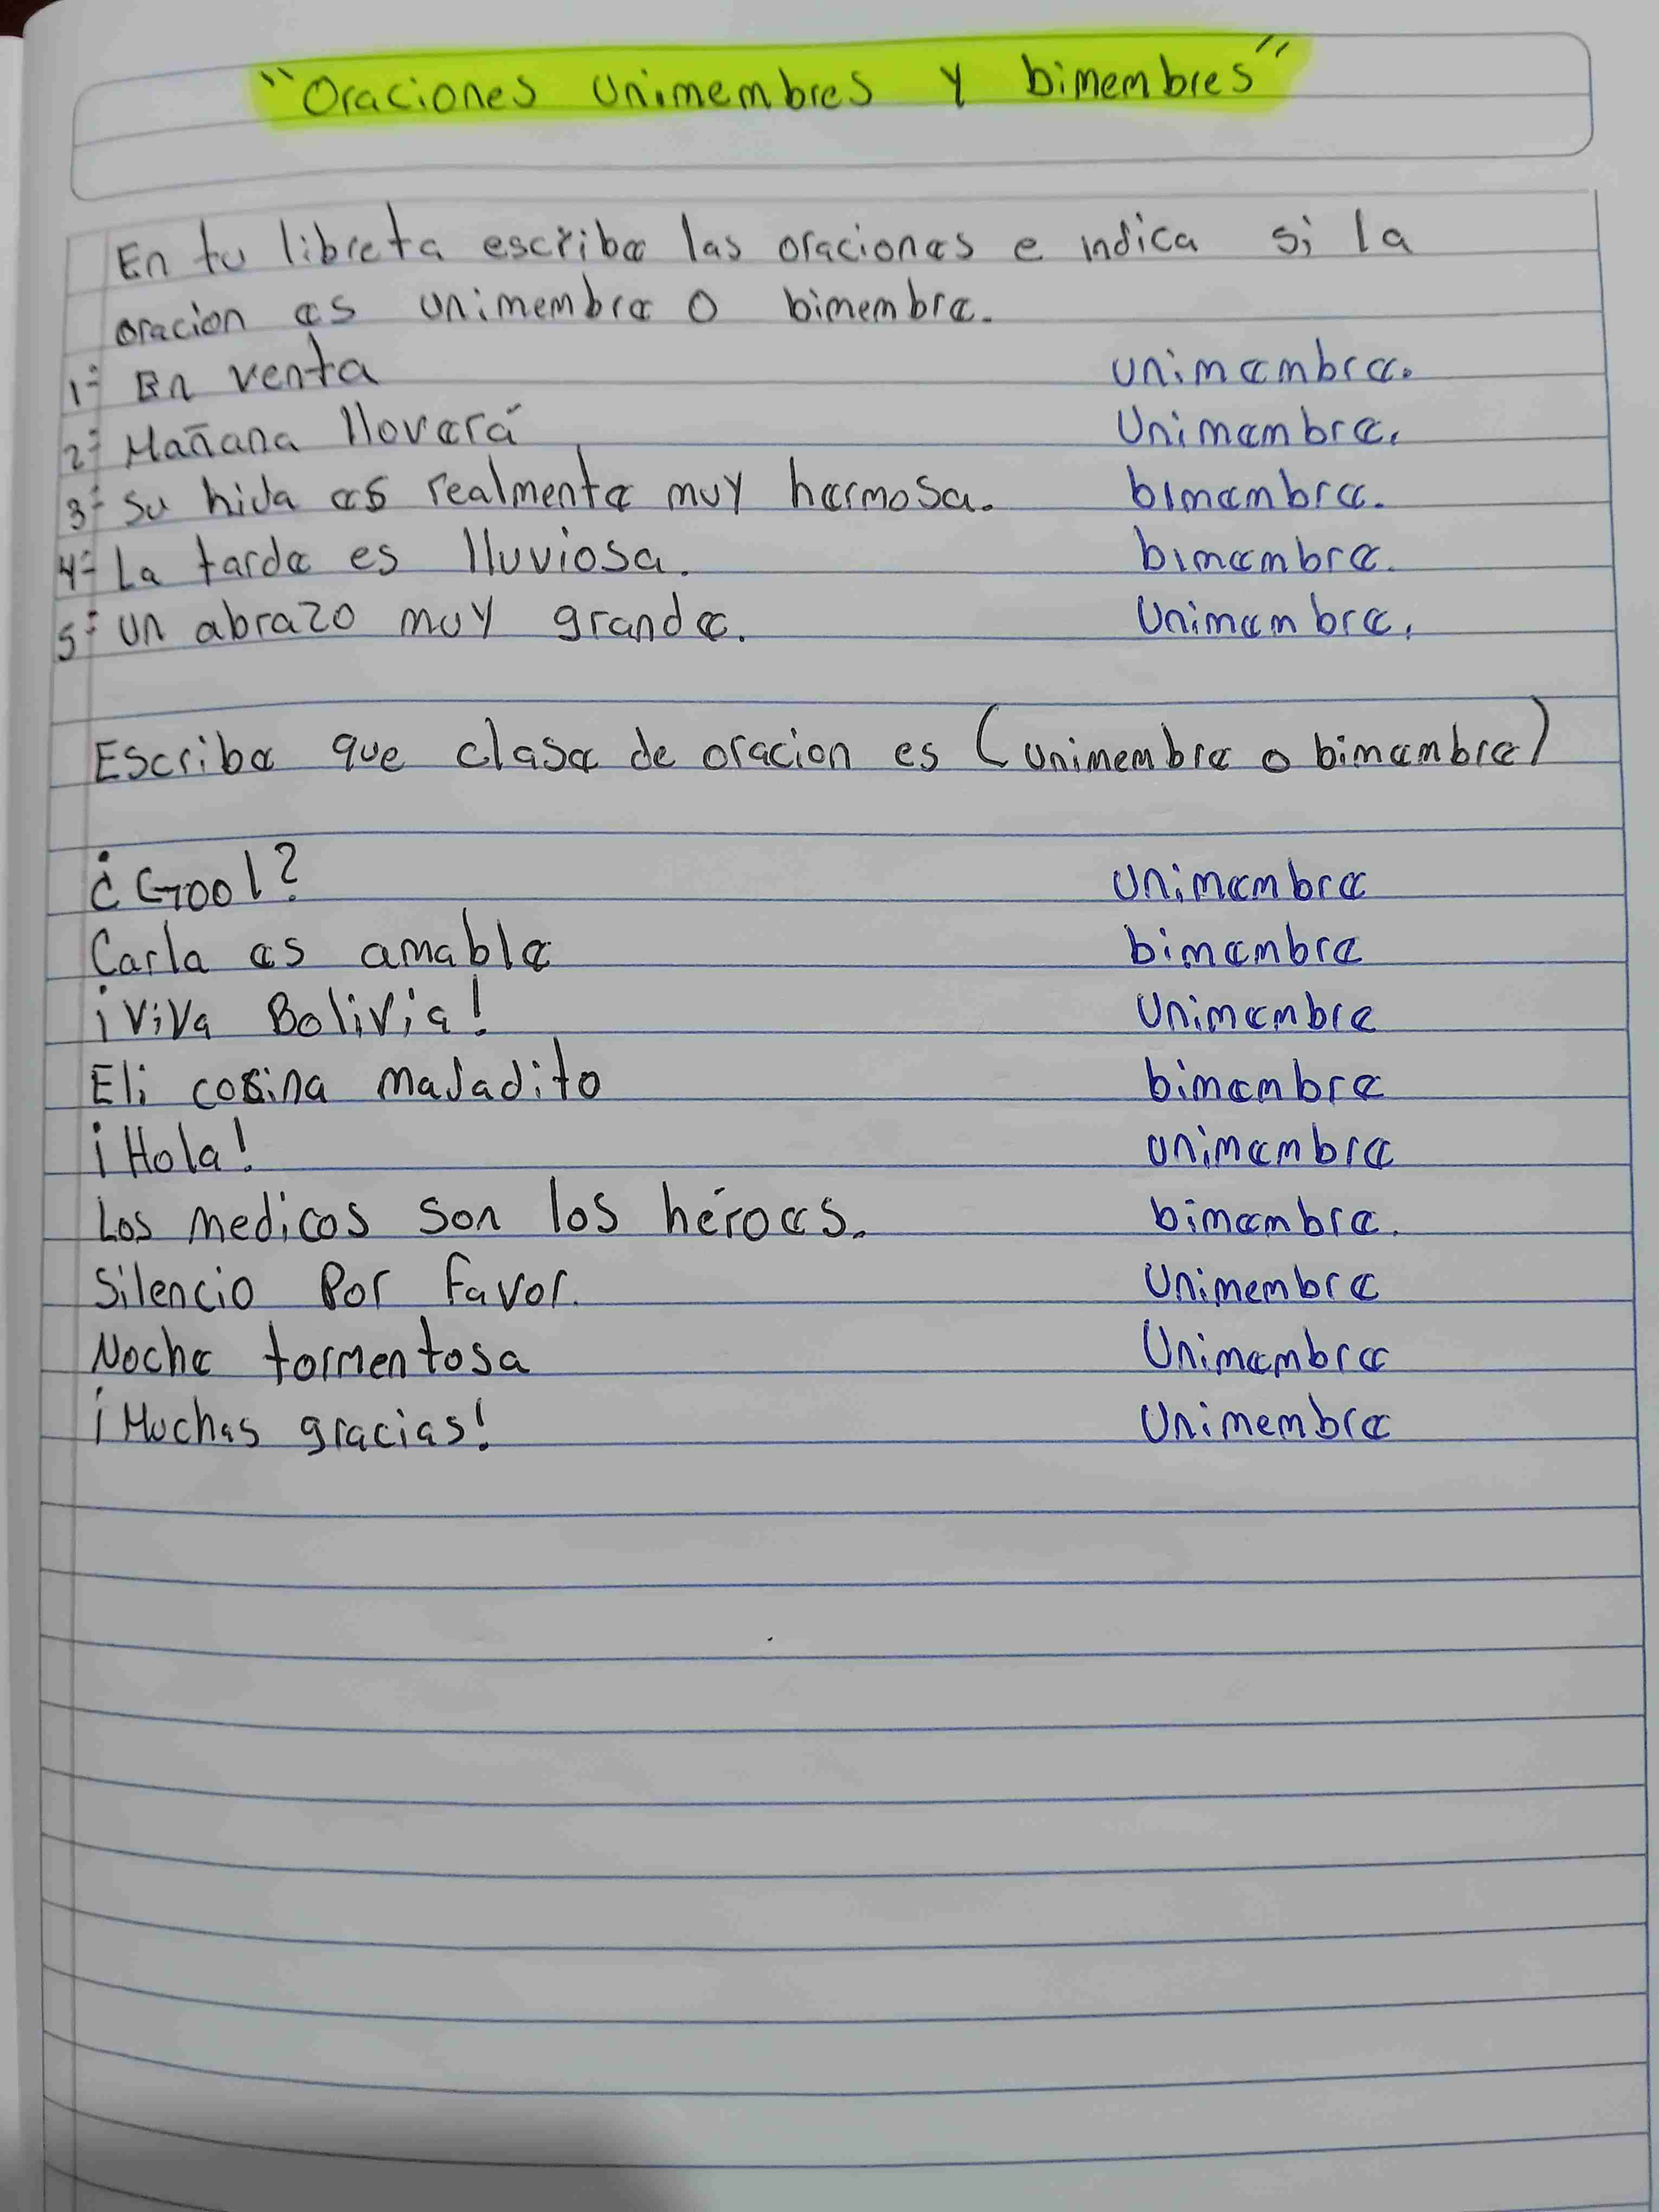 "Oraciones unimembres y bimembres"
En tu libreta escribe las oraciones e indica si la
oracion es unimembre o bimembre.
1- En venta unimembre.
2- Mañana lloverá Unimembre.
3- Su hida es realmente muy hermosa. bimembre.
4- La tarde es lluviosa. bimembre.
5- Un abrazo muy grande. Unimembre.
Escribe que clase de oracion es (unimembre o bimembre)
¿Gool? Unimembre
Carla es amable bimembre
¡Viva Bolivia! Unimembre
Eli cosina majadito bimembre
¡Hola! unimembre
Los medicos son los héroes. bimembre.
Silencio Por favor. Unimembre
Noche tormentosa Unimembre
¡Muchas gracias! Unimembre